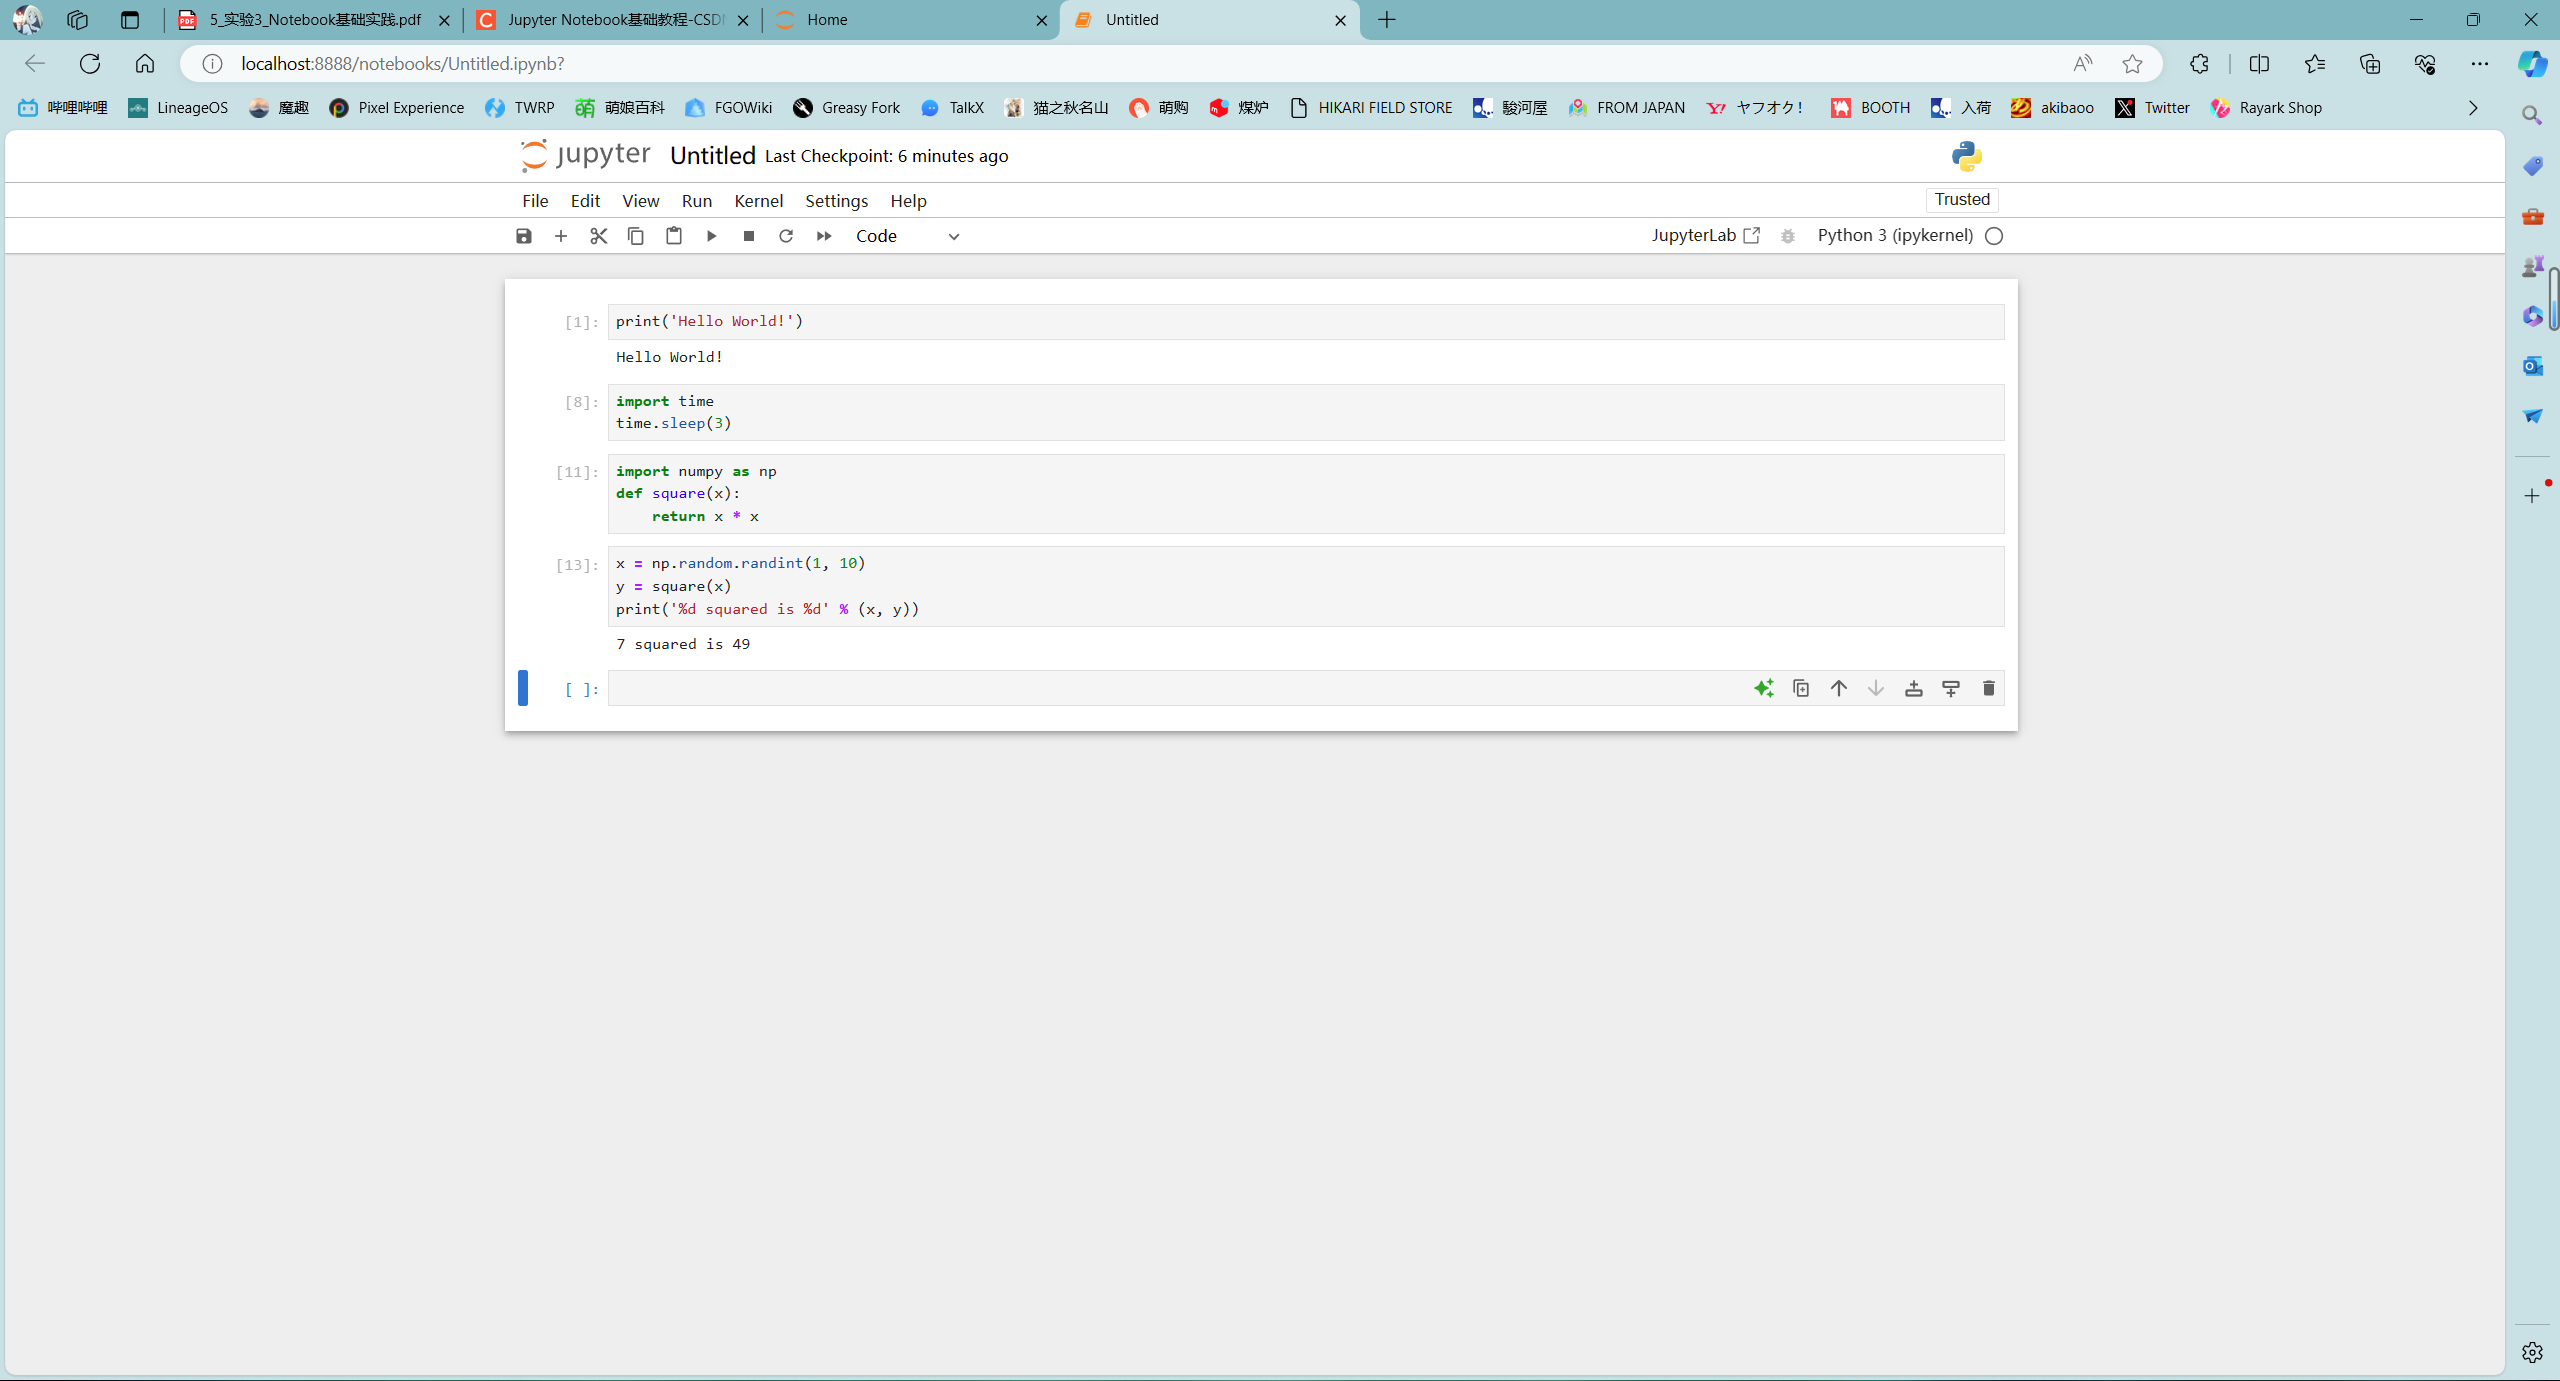 5_实验3_Notebook基础实践.pdf
Jupyter Notebook基础教程-CSD
Home
Untitled
localhost:8888/notebooks/Untitled.ipynb?
哔哩哔哩 LineageOS 魔趣 Pixel Experience TWRP 萌娘百科 FGOWiki Greasy Fork TalkX 猫之秋名山 萌购 煤炉 HIKARI FIELD STORE 駿河屋 FROM JAPAN ヤフオク! BOOTH 入荷 akibaoo Twitter Rayark Shop
jupyter Untitled Last Checkpoint: 6 minutes ago
File Edit View Run Kernel Settings Help Trusted
Code JupyterLab Python 3 (ipykernel)
[1]: print('Hello World!')
Hello World!
[8]: import time
time.sleep(3)
[11]: import numpy as np
def square(x):
    return x * x
[13]: x = np.random.randint(1, 10)
y = square(x)
print('%d squared is %d' % (x, y))
7 squared is 49
[ ]: